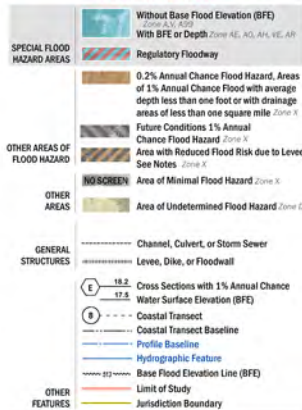 Without Base Flood Elevation (BFE)
Zone A, V, A99
With BFE or Depth Zone AE, AO, AH, VE, AR
SPECIAL FLOOD
HAZARD AREAS
Regulatory Floodway
0.2% Annual Chance Flood Hazard, Areas
of 1% Annual Chance Flood with average
depth less than one foot or with drainage
areas of less than one square mile Zone X
Future Conditions 1% Annual
Chance Flood Hazard Zone X
OTHER AREAS OF
FLOOD HAZARD
Area with Reduced Flood Risk due to Levee
See Notes Zone X
NO SCREEN Area of Minimal Flood Hazard Zone X
OTHER
AREAS
Area of Undetermined Flood Hazard Zone D
GENERAL
STRUCTURES
Channel, Culvert, or Storm Sewer
Levee, Dike, or Floodwall
E 18.2 Cross Sections with 1% Annual Chance
17.5 Water Surface Elevation (BFE)
8 Coastal Transect
Coastal Transect Baseline
Profile Baseline
Hydrographic Feature
513 Base Flood Elevation Line (BFE)
OTHER
FEATURES
Limit of Study
Jurisdiction Boundary